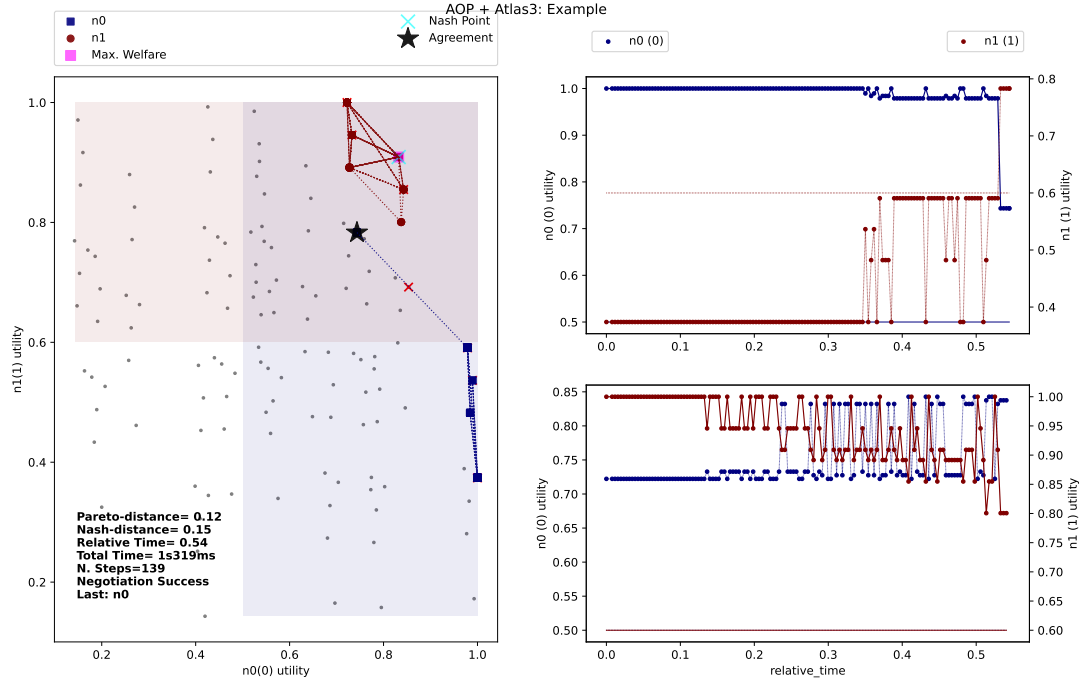 AOP + Atlas3: Example
n0
n1
Max. Welfare
Nash Point
Agreement
n1(1) utility
1.0
0.8
0.6
0.4
0.2
Pareto-distance= 0.12
Nash-distance= 0.15
Relative Time= 0.54
Total Time= 1s319ms
N. Steps=139
Negotiation Success
Last: n0
0.2 0.4 0.6 0.8 1.0
n0(0) utility
n0 (0)
n1 (1)
n0 (0) utility
1.0
0.9
0.8
0.7
0.6
0.5
0.8
0.7
0.6
0.5
0.4
n1 (1) utility
0.0 0.1 0.2 0.3 0.4 0.5
n0 (0) utility
0.85
0.80
0.75
0.70
0.65
0.60
0.55
0.50
1.00
0.95
0.90
0.85
0.80
0.75
0.70
0.65
0.60
n1 (1) utility
0.0 0.1 0.2 0.3 0.4 0.5
relative_time